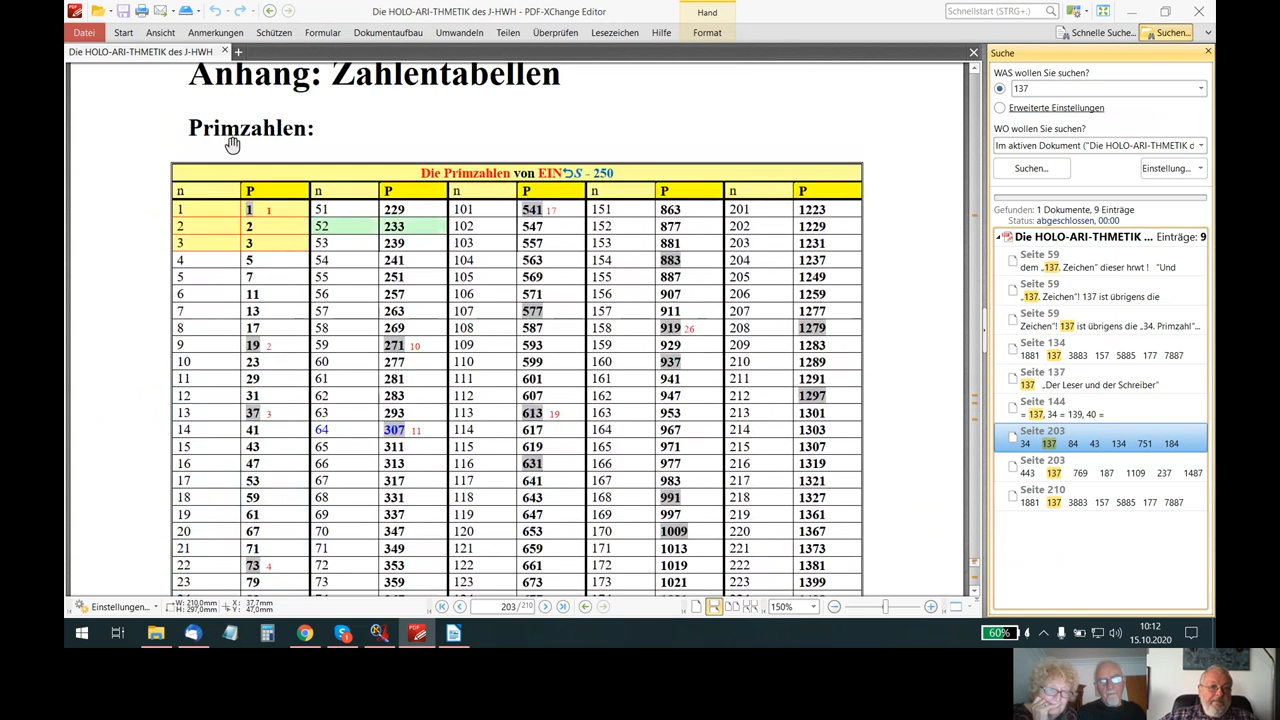 Die HOLO-ARI-THMETIK des J-HWH - PDF-XChange Editor
Hand
Schnellstart (STRG+.)
Datei Start Ansicht Anmerkungen Schützen Formular Dokumentaufbau Umwandeln Teilen Überprüfen Lesezeichen Hilfe Format Schnelle Suche... Suchen...
Die HOLO-ARI-THMETIK des J-HWH
Anhang: Zahlentabellen
Primzahlen:
Die Primzahlen von EIN S - 250
n P n P n P n P n P
1 1 1 51 229 101 541 17 151 863 201 1223
2 2 52 233 102 547 152 877 202 1229
3 3 53 239 103 557 153 881 203 1231
4 5 54 241 104 563 154 883 204 1237
5 7 55 251 105 569 155 887 205 1249
6 11 56 257 106 571 156 907 206 1259
7 13 57 263 107 577 157 911 207 1277
8 17 58 269 108 587 158 919 26 208 1279
9 19 2 59 271 10 109 593 159 929 209 1283
10 23 60 277 110 599 160 937 210 1289
11 29 61 281 111 601 161 941 211 1291
12 31 62 283 112 607 162 947 212 1297
13 37 3 63 293 113 613 19 163 953 213 1301
14 41 64 307 11 114 617 164 967 214 1303
15 43 65 311 115 619 165 971 215 1307
16 47 66 313 116 631 166 977 216 1319
17 53 67 317 117 641 167 983 217 1321
18 59 68 331 118 643 168 991 218 1327
19 61 69 337 119 647 169 997 219 1361
20 67 70 347 120 653 170 1009 220 1367
21 71 71 349 121 659 171 1013 221 1373
22 73 4 72 353 122 661 172 1019 222 1381
23 79 73 359 123 673 173 1021 223 1399
Suche
WAS wollen Sie suchen?
137
Erweiterte Einstellungen
WO wollen Sie suchen?
Im aktiven Dokument ("Die HOLO-ARI-THMETIK d
Suchen...
Einstellung...
Gefunden: 1 Dokumente, 9 Einträge
Status: abgeschlossen, 00:00
Die HOLO-ARI-THMETIK ... Einträge: 9
Seite 59
dem „137. Zeichen" dieser hrwt ! "Und
Seite 59
„137. Zeichen"! 137 ist übrigens die
Seite 59
Zeichen"! 137 ist übrigens die „34. Primzahl"...
Seite 134
1881 137 3883 157 5885 177 7887
Seite 137
137 „Der Leser und der Schreiber"
Seite 144
= 137, 34 = 139, 40 =
Seite 203
34 137 84 43 134 751 184
Seite 203
443 137 769 187 1109 237 1487
Seite 210
1881 137 3883 157 5885 177 7887
Einstellungen...
W: 210,0mm
H: 297,0mm
X: 37,7mm
Y: 47,0mm
203 /210
150%
60%
10:12
15.10.2020